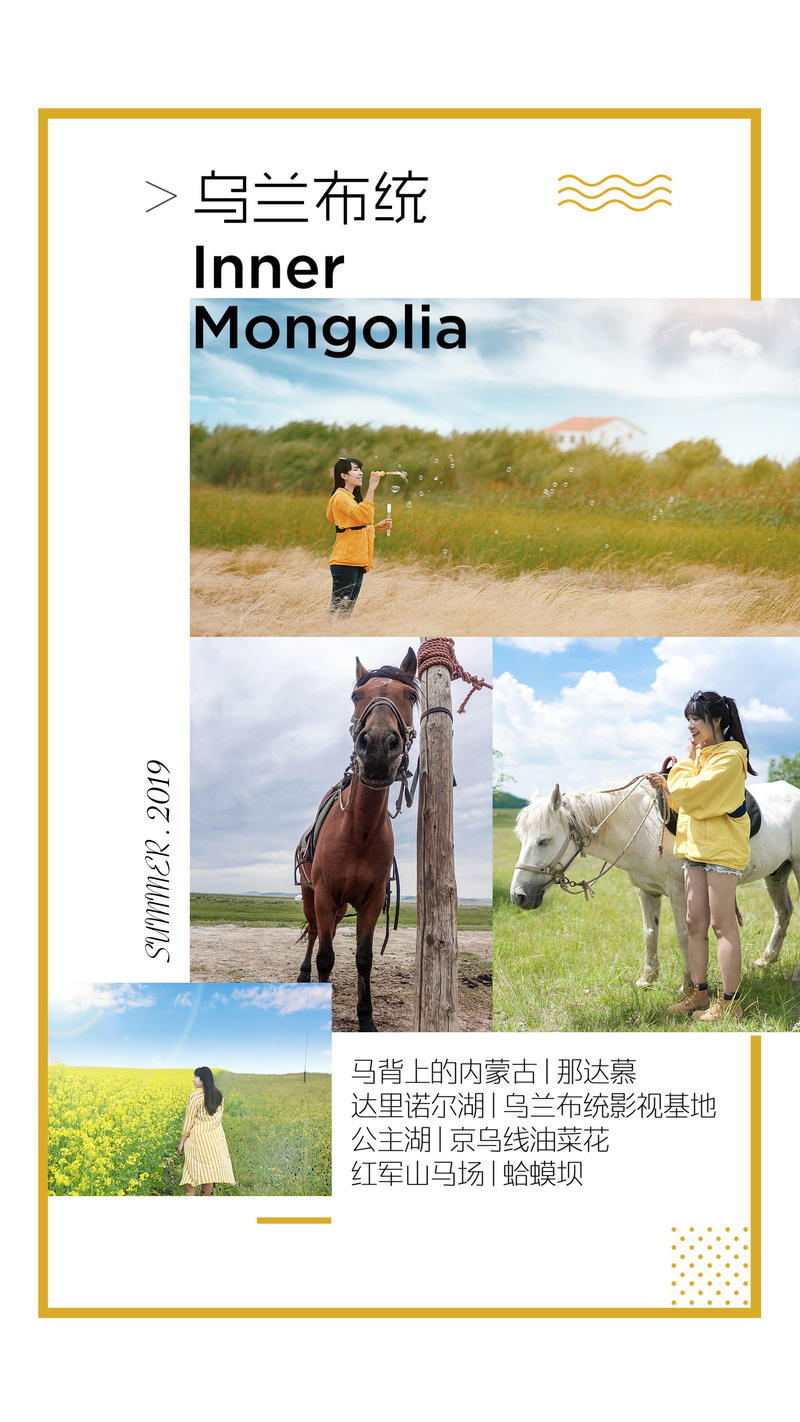 > 乌兰布统
Inner
Mongolia
SUMMER . 2019
马背上的内蒙古 | 那达慕
达里诺尔湖 | 乌兰布统影视基地
公主湖 | 京乌线油菜花
红军山马场 | 蛤蟆坝